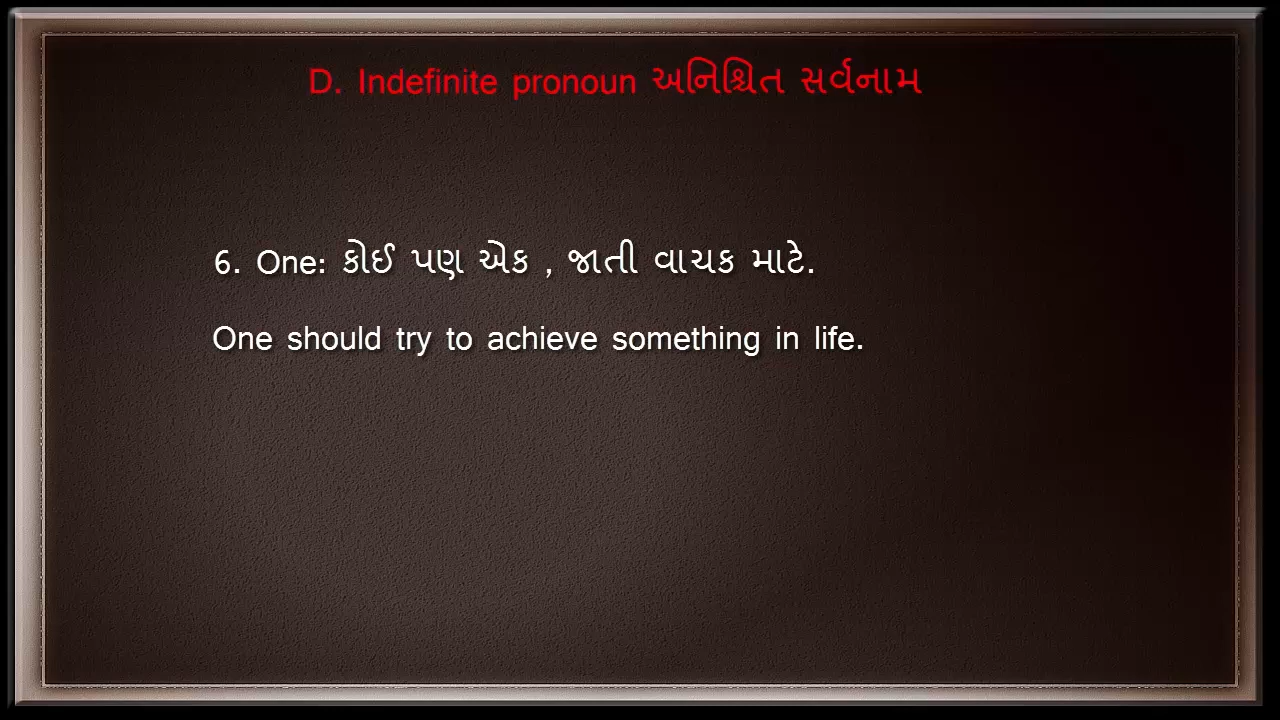 D. Indefinite pronoun અનિશ્ચિત સર્વનામ
6. One: કોઈ પણ એક , જાતી વાચક માટે.
One should try to achieve something in life.